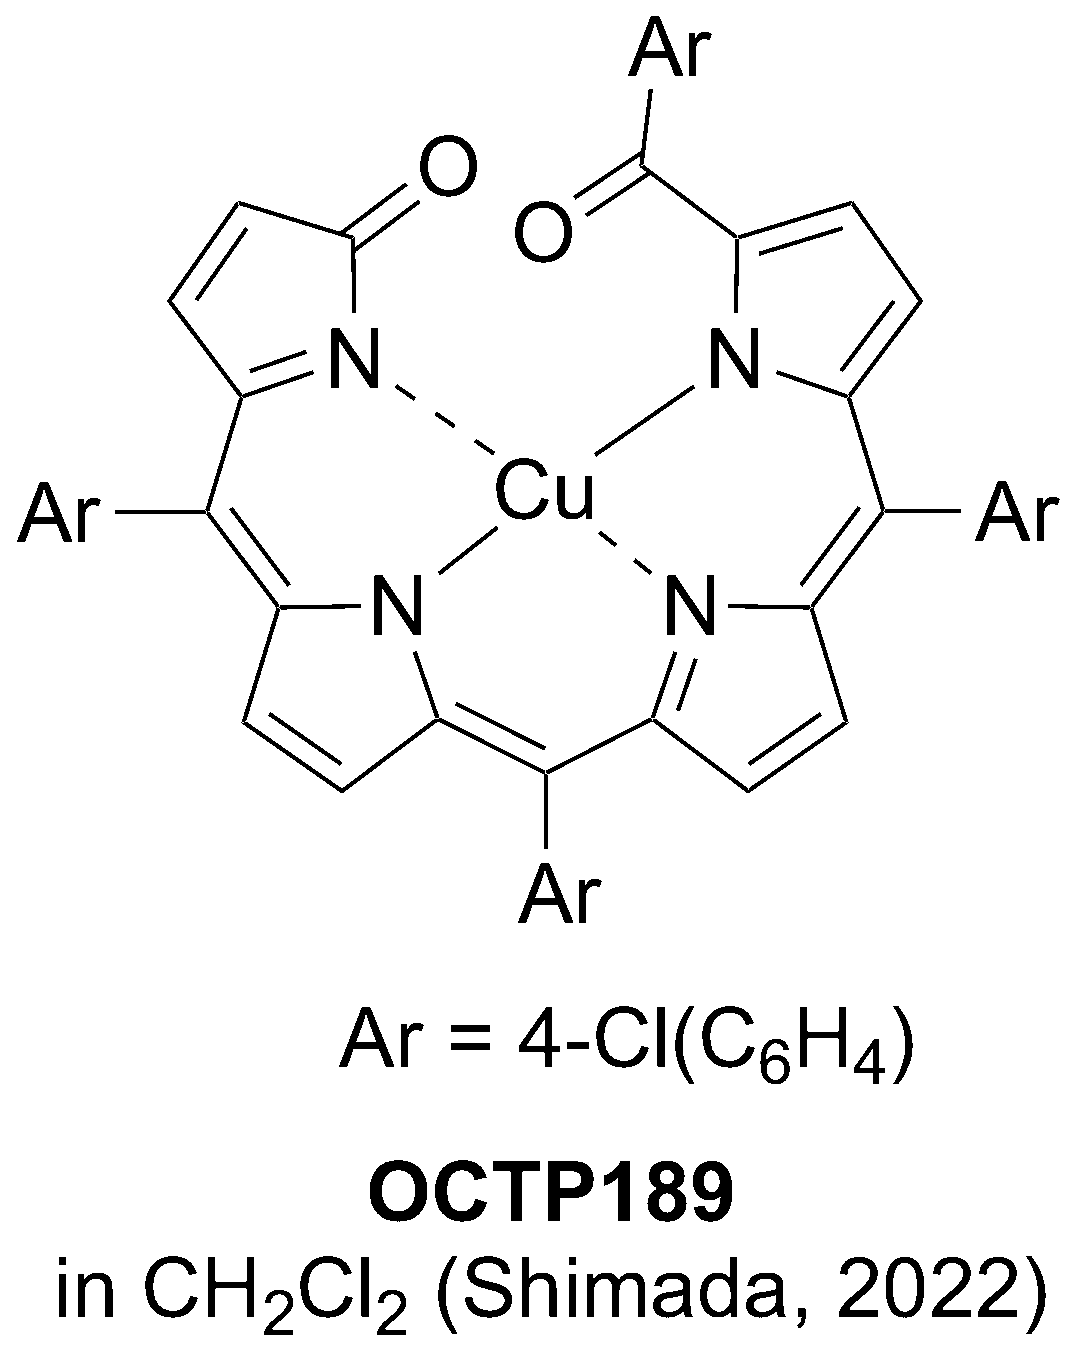 Ar
O
O
N
N
Ar
Cu
Ar
N
N
Ar
Ar = 4-Cl(C₆H₄)
OCTP189
in CH₂Cl₂ (Shimada, 2022)